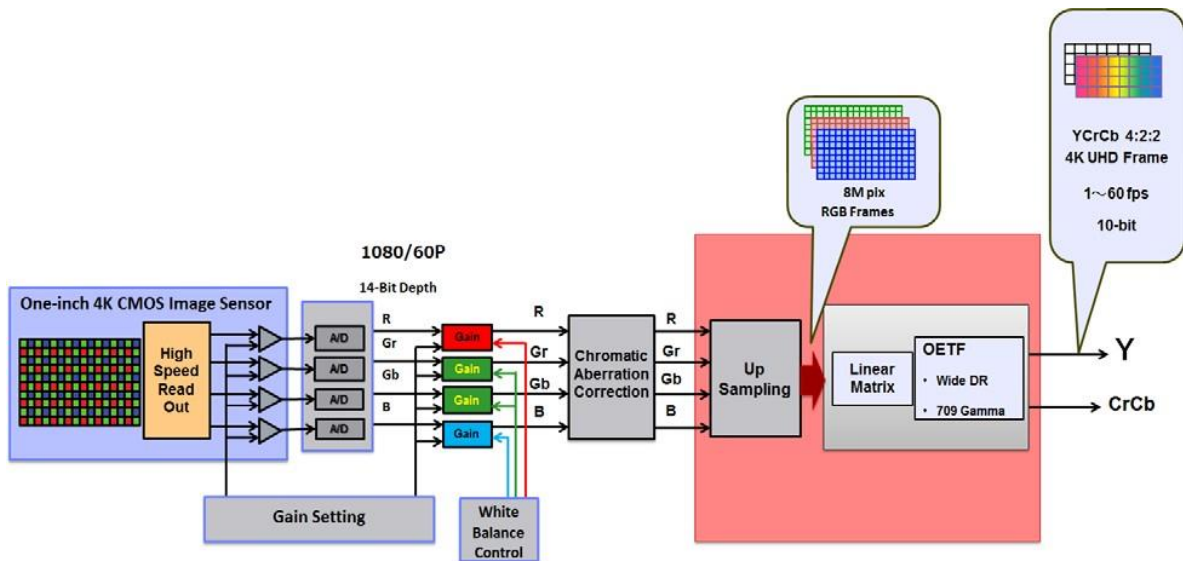 YCrCb 4:2:2
4K UHD Frame
1～60 fps
10-bit
8M pix
RGB Frames
1080/60P
14-Bit Depth
One-inch 4K CMOS Image Sensor
High
Speed
Read
Out
A/D
A/D
A/D
A/D
R
Gr
Gb
B
Gain
Gain
Gain
Gain
R
Gr
Gb
B
Chromatic
Aberration
Correction
R
Gr
Gb
B
Up
Sampling
Linear
Matrix
OETF
• Wide DR
• 709 Gamma
Y
CrCb
Gain Setting
White
Balance
Control